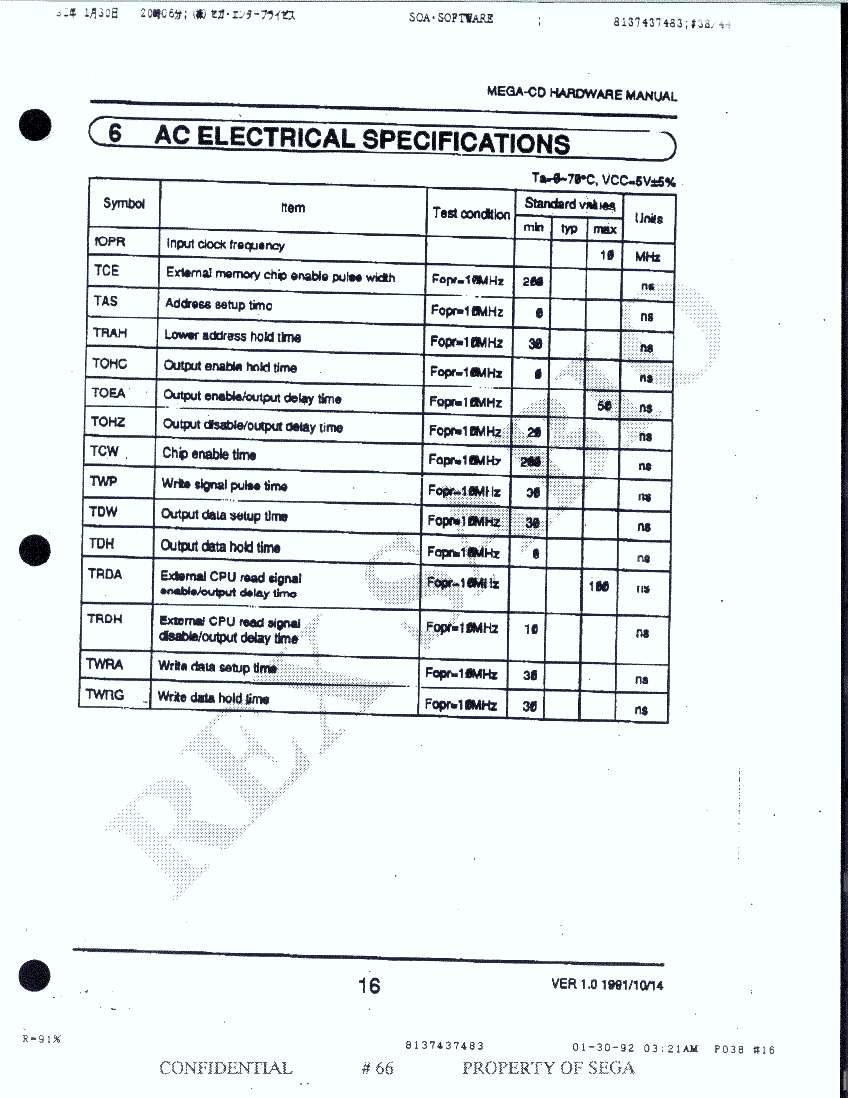 1月30日 20時06分; (株)セガ・エンタープライゼス SOA-SOFTWARE ; 8137437483;#38/44
MEGA-CD HARDWARE MANUAL
6 AC ELECTRICAL SPECIFICATIONS
Ta=0~70°C, VCC=5V±5%
Symbol Item Test condition Standard values Units
min typ max
fOPR Input clock frequency 10 MHz
TCE External memory chip enable pulse width Fopr=10MHz 200 ns
TAS Address setup time Fopr=10MHz 0 ns
TRAH Lower address hold time Fopr=10MHz 30 ns
TOHC Output enable hold time Fopr=10MHz 0 ns
TOEA Output enable/output delay time Fopr=10MHz 50 ns
TOHZ Output disable/output delay time Fopr=10MHz 20 ns
TCW Chip enable time Fopr=10MHz 200 ns
TWP Write signal pulse time Fopr=10MHz 30 ns
TDW Output data setup time Fopr=10MHz 30 ns
TDH Output data hold time Fopr=10MHz 0 ns
TRDA External CPU read signal
enable/output delay time Fopr=10MHz 100 ns
TRDH External CPU read signal
disable/output delay time Fopr=10MHz 10 ns
TWRA Write data setup time Fopr=10MHz 30 ns
TWRG Write data hold time Fopr=10MHz 30 ns
16 VER 1.0 1991/10/14
R=91%
8137437483 01-30-92 03:21AM P038 #16
CONFIDENTIAL # 66 PROPERTY OF SEGA